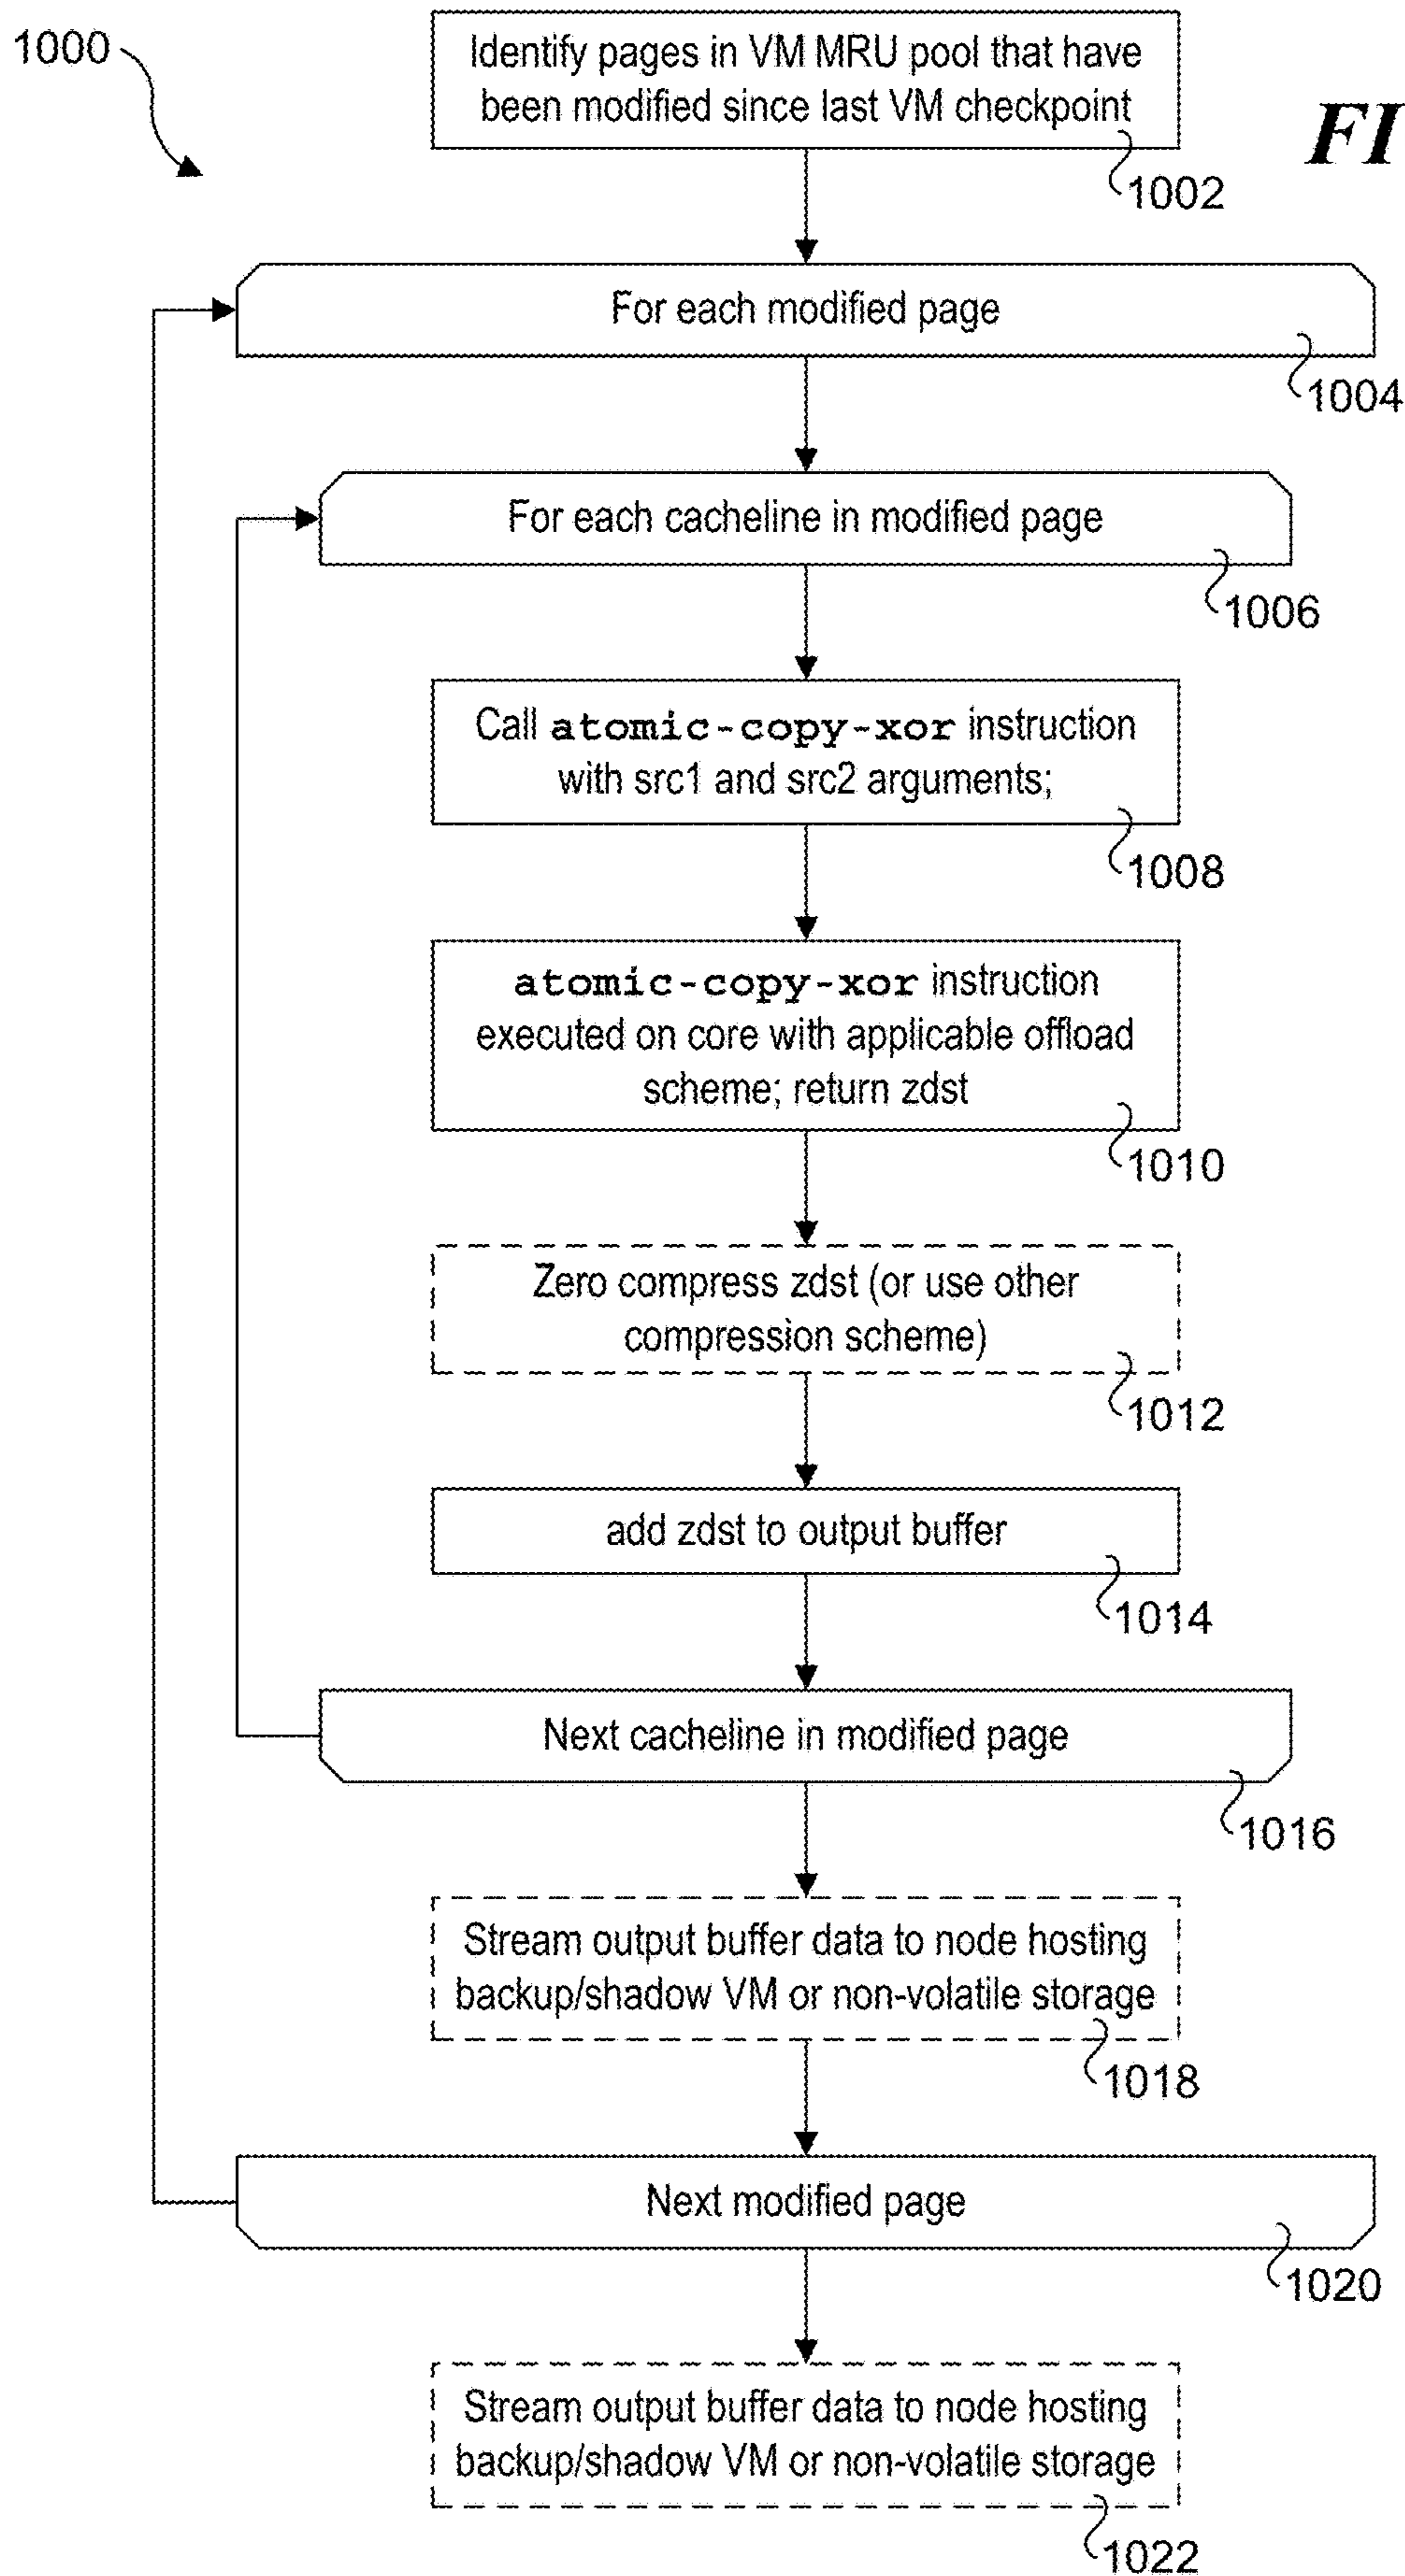 1000
Identify pages in VM MRU pool that have
been modified since last VM checkpoint
FI
1002
For each modified page
1004
For each cacheline in modified page
1006
Call atomic-copy-xor instruction
with src1 and src2 arguments;
1008
atomic-copy-xor instruction
executed on core with applicable offload
scheme; return zdst
1010
Zero compress zdst (or use other
compression scheme)
1012
add zdst to output buffer
1014
Next cacheline in modified page
1016
Stream output buffer data to node hosting
backup/shadow VM or non-volatile storage
1018
Next modified page
1020
Stream output buffer data to node hosting
backup/shadow VM or non-volatile storage
1022